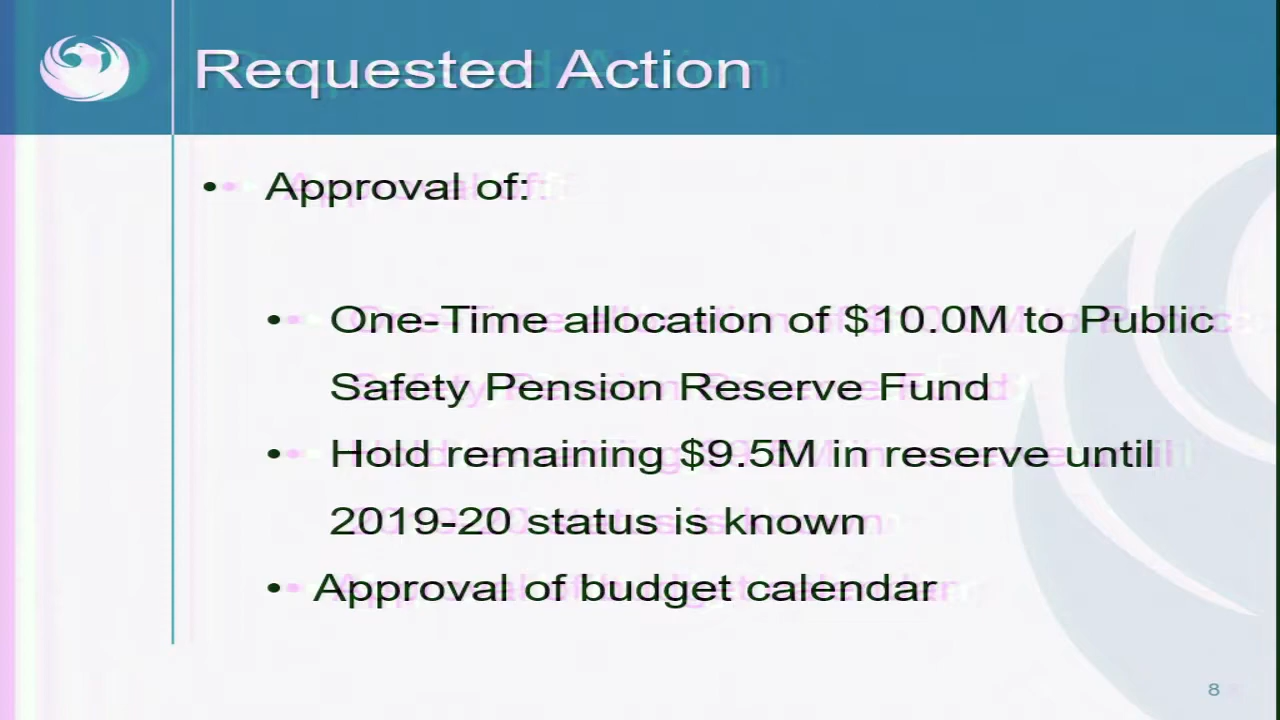 Requested Action
• Approval of:
• One-Time allocation of $10.0M to Public
Safety Pension Reserve Fund
• Hold remaining $9.5M in reserve until
2019-20 status is known
• Approval of budget calendar
8